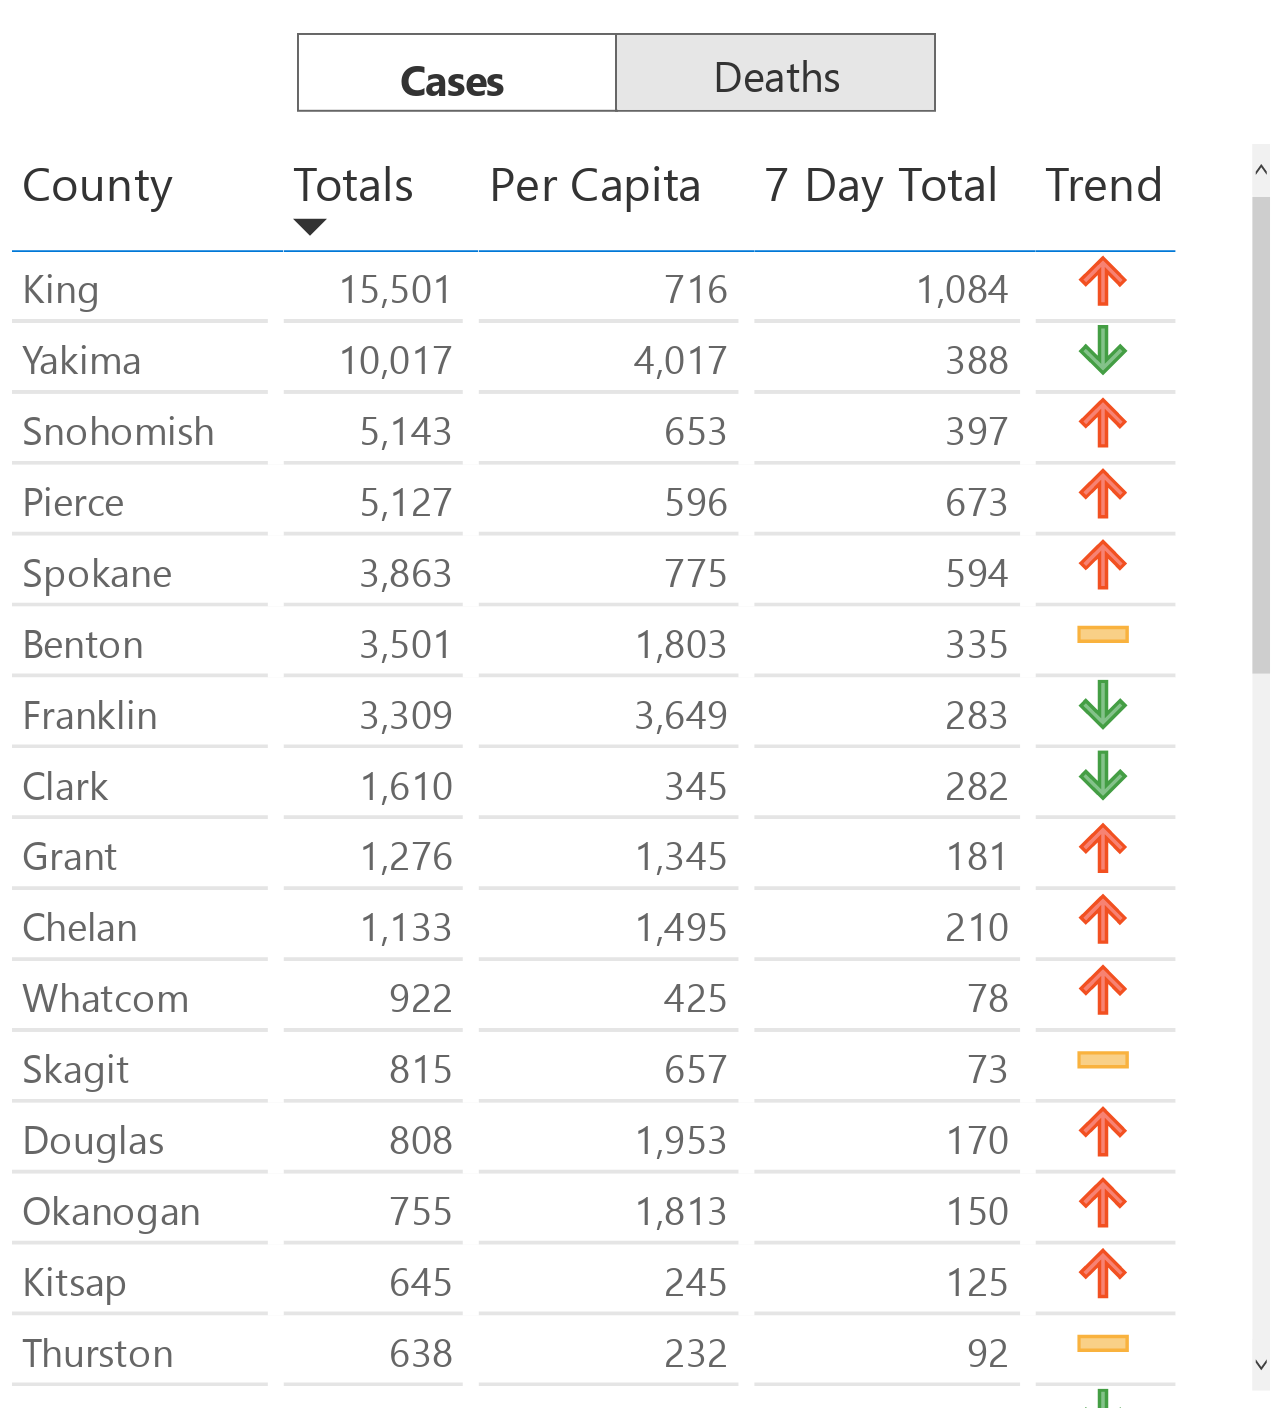 Cases Deaths
County Totals Per Capita 7 Day Total Trend
King 15,501 716 1,084
Yakima 10,017 4,017 388
Snohomish 5,143 653 397
Pierce 5,127 596 673
Spokane 3,863 775 594
Benton 3,501 1,803 335
Franklin 3,309 3,649 283
Clark 1,610 345 282
Grant 1,276 1,345 181
Chelan 1,133 1,495 210
Whatcom 922 425 78
Skagit 815 657 73
Douglas 808 1,953 170
Okanogan 755 1,813 150
Kitsap 645 245 125
Thurston 638 232 92